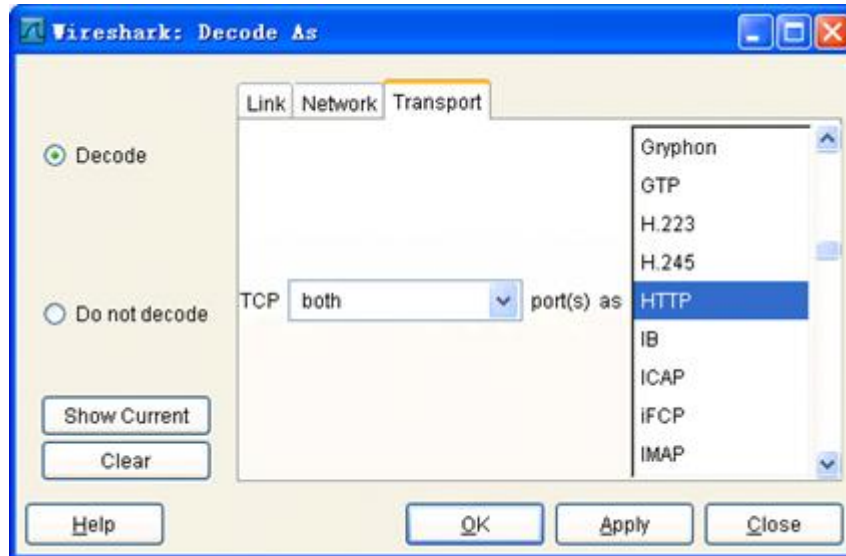 Wireshark: Decode As
Link Network Transport
Decode
Do not decode
Show Current
Clear
TCP both port(s) as
Gryphon
GTP
H.223
H.245
HTTP
IB
ICAP
iFCP
IMAP
Help OK Apply Close